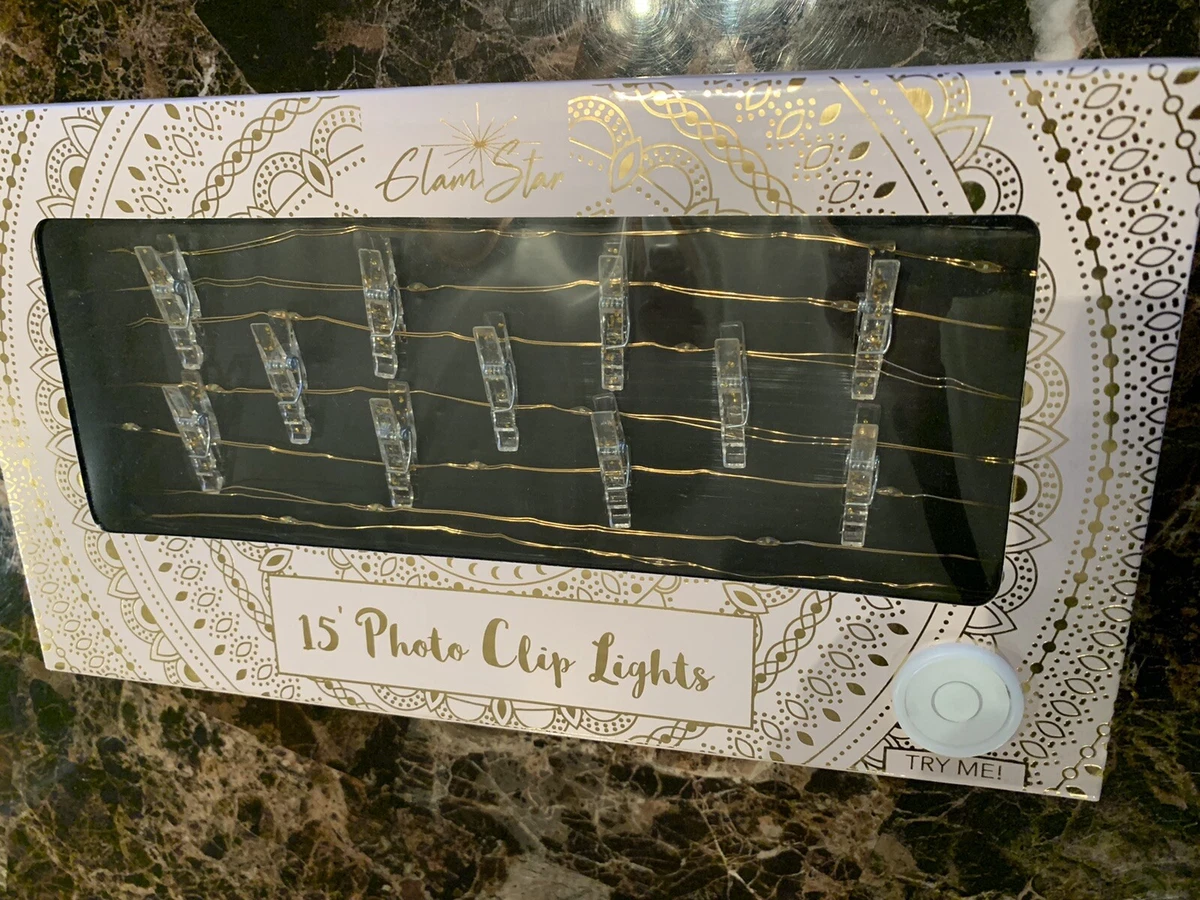 Glam Star
15' Photo Clip Lights
TRY ME!